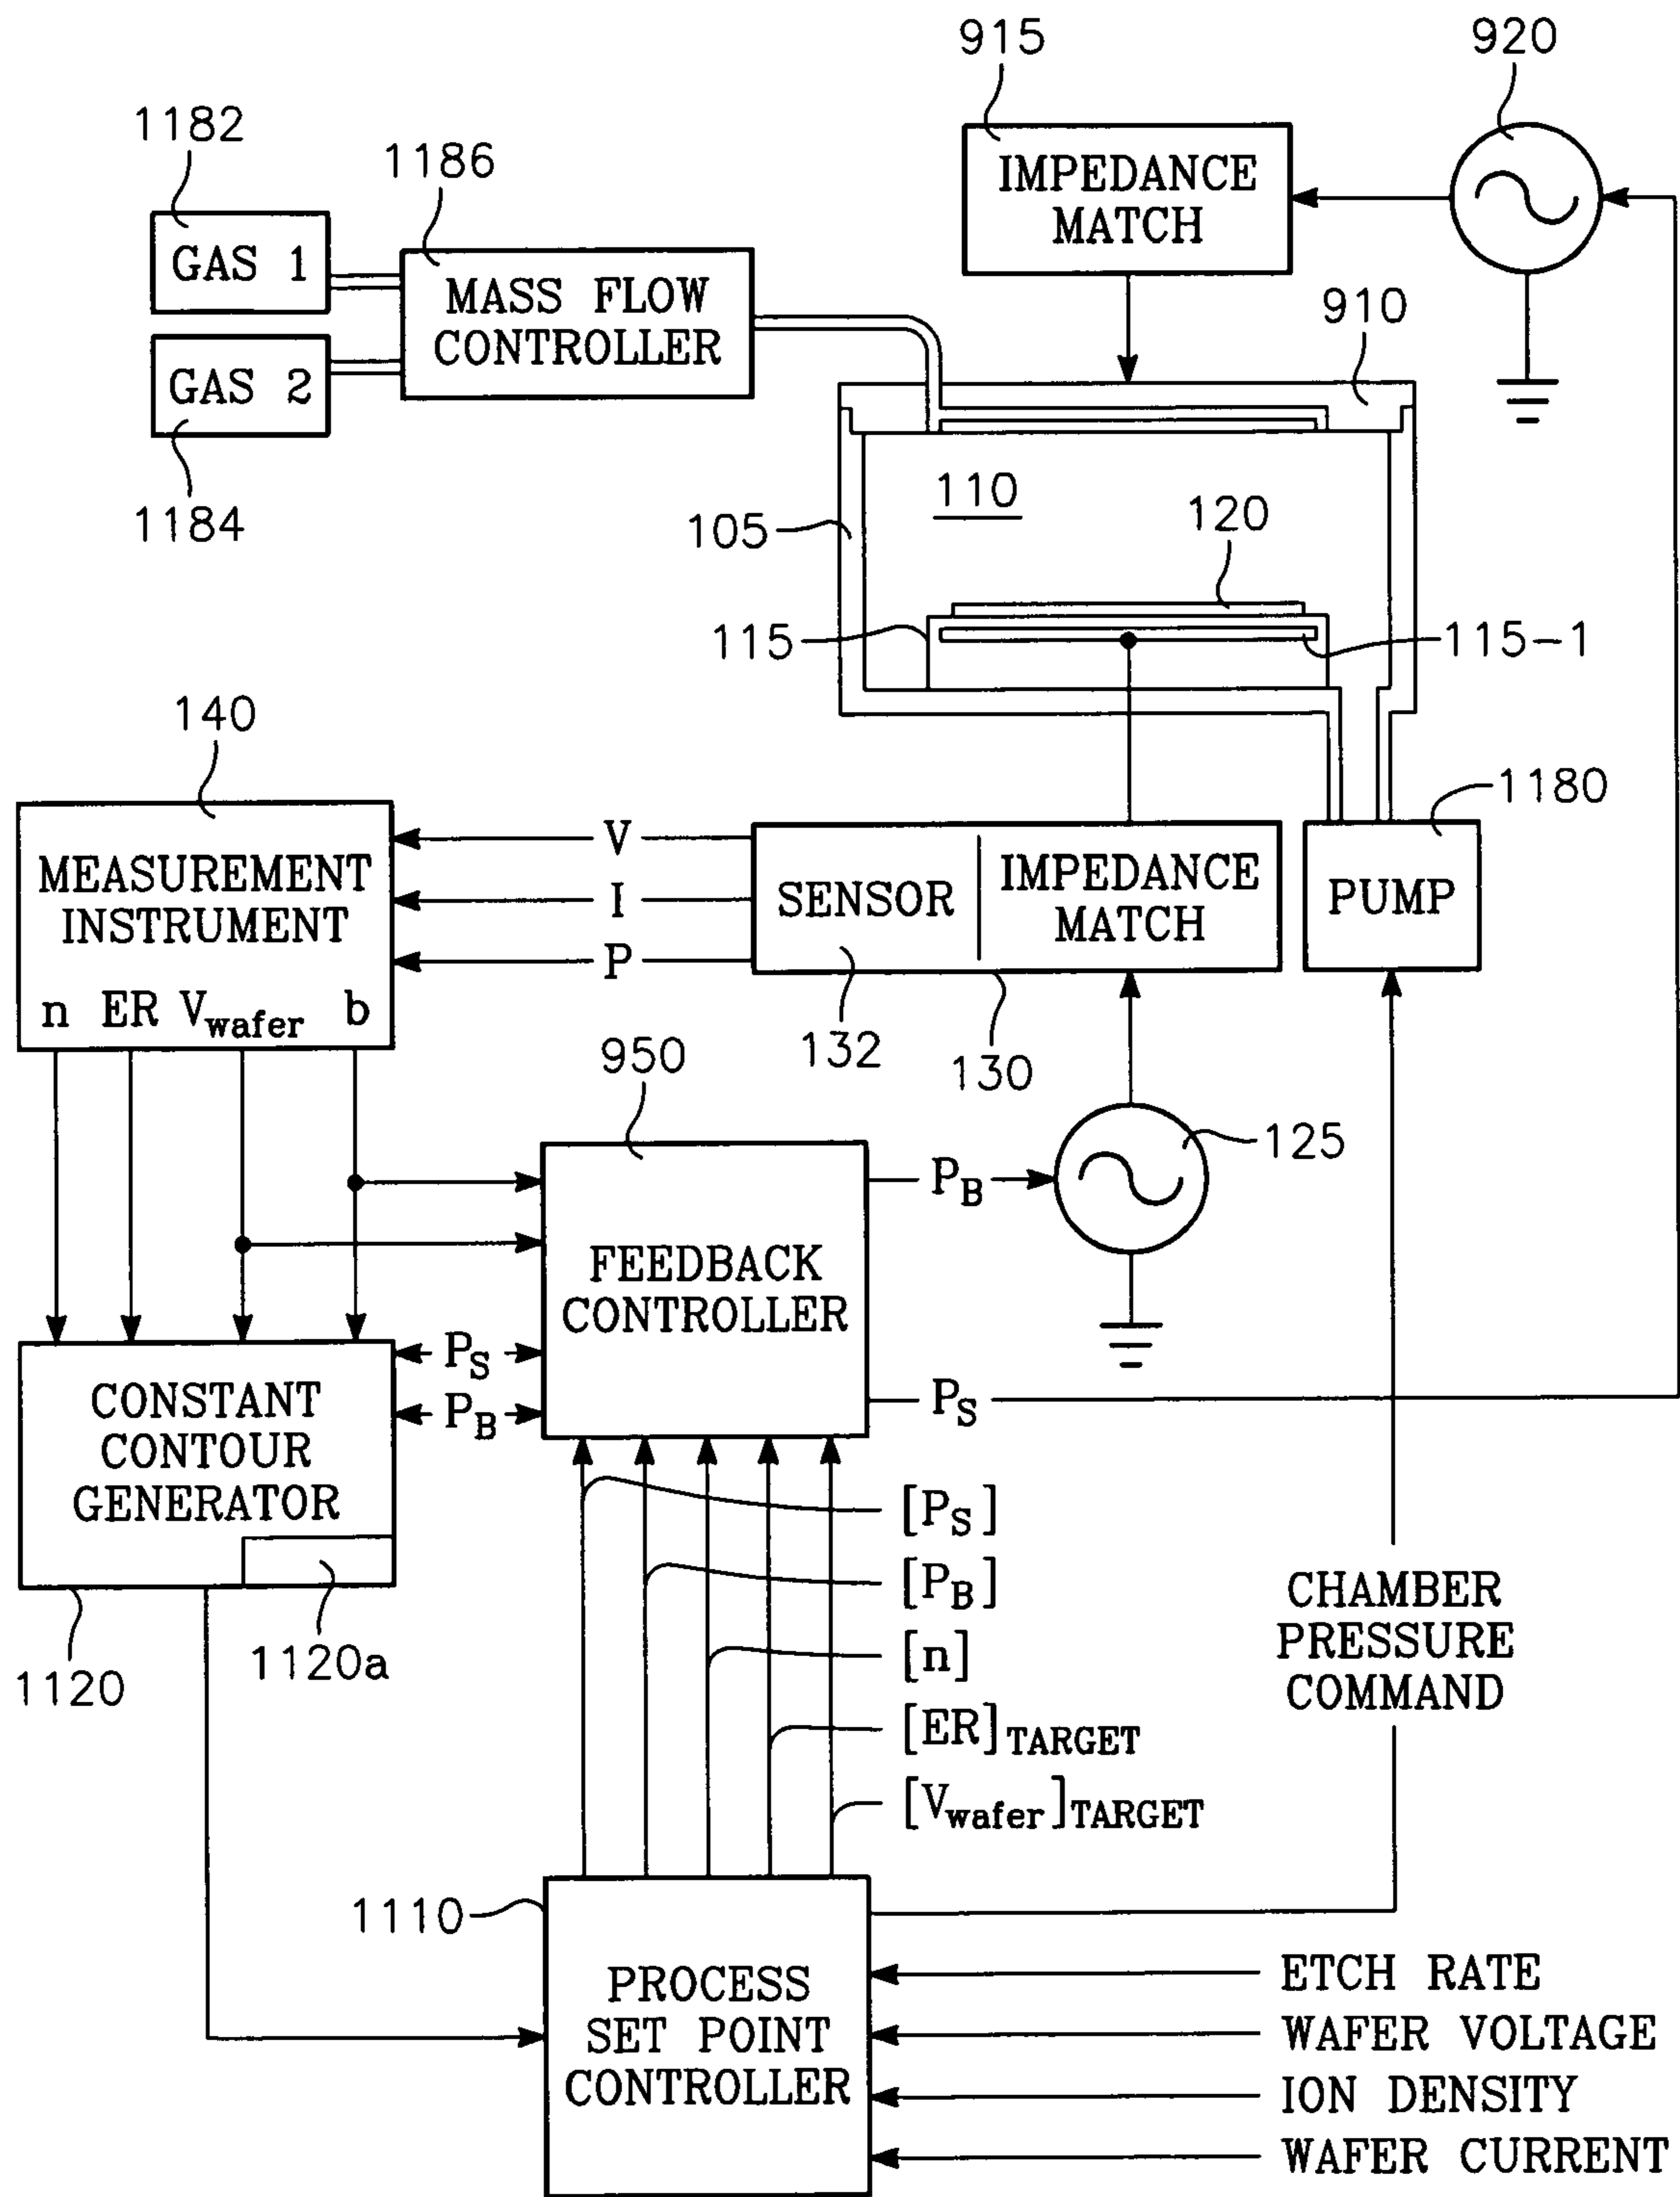 915
920
1182
1186
IMPEDANCE
MATCH
GAS 1
MASS FLOW
CONTROLLER
910
GAS 2
1184
110
105
120
115
115-1
140
1180
MEASUREMENT
INSTRUMENT
V
I
P
SENSOR
IMPEDANCE
MATCH
PUMP
n ER Vwafer b
132
130
950
125
PB
FEEDBACK
CONTROLLER
PS
PB
PS
CONSTANT
CONTOUR
GENERATOR
1120
1120a
[PS]
[PB]
[n]
[ER]TARGET
[Vwafer]TARGET
CHAMBER
PRESSURE
COMMAND
1110
PROCESS
SET POINT
CONTROLLER
ETCH RATE
WAFER VOLTAGE
ION DENSITY
WAFER CURRENT